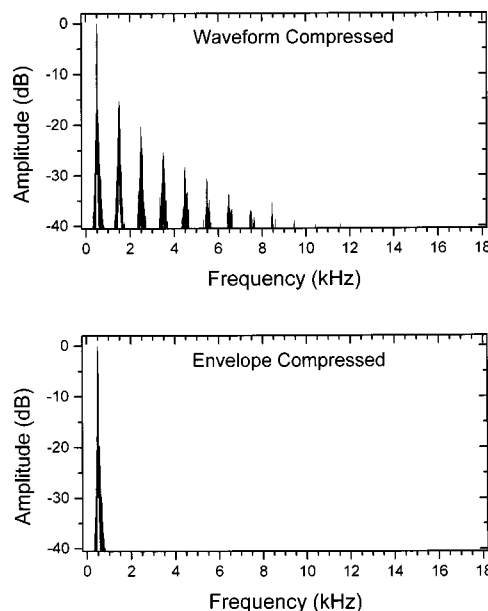 Waveform Compressed
Amplitude (dB)
0
-10
-20
-30
-40
0 2 4 6 8 10 12 14 16 18
Frequency (kHz)
Envelope Compressed
Amplitude (dB)
0
-10
-20
-30
-40
0 2 4 6 8 10 12 14 16 18
Frequency (kHz)